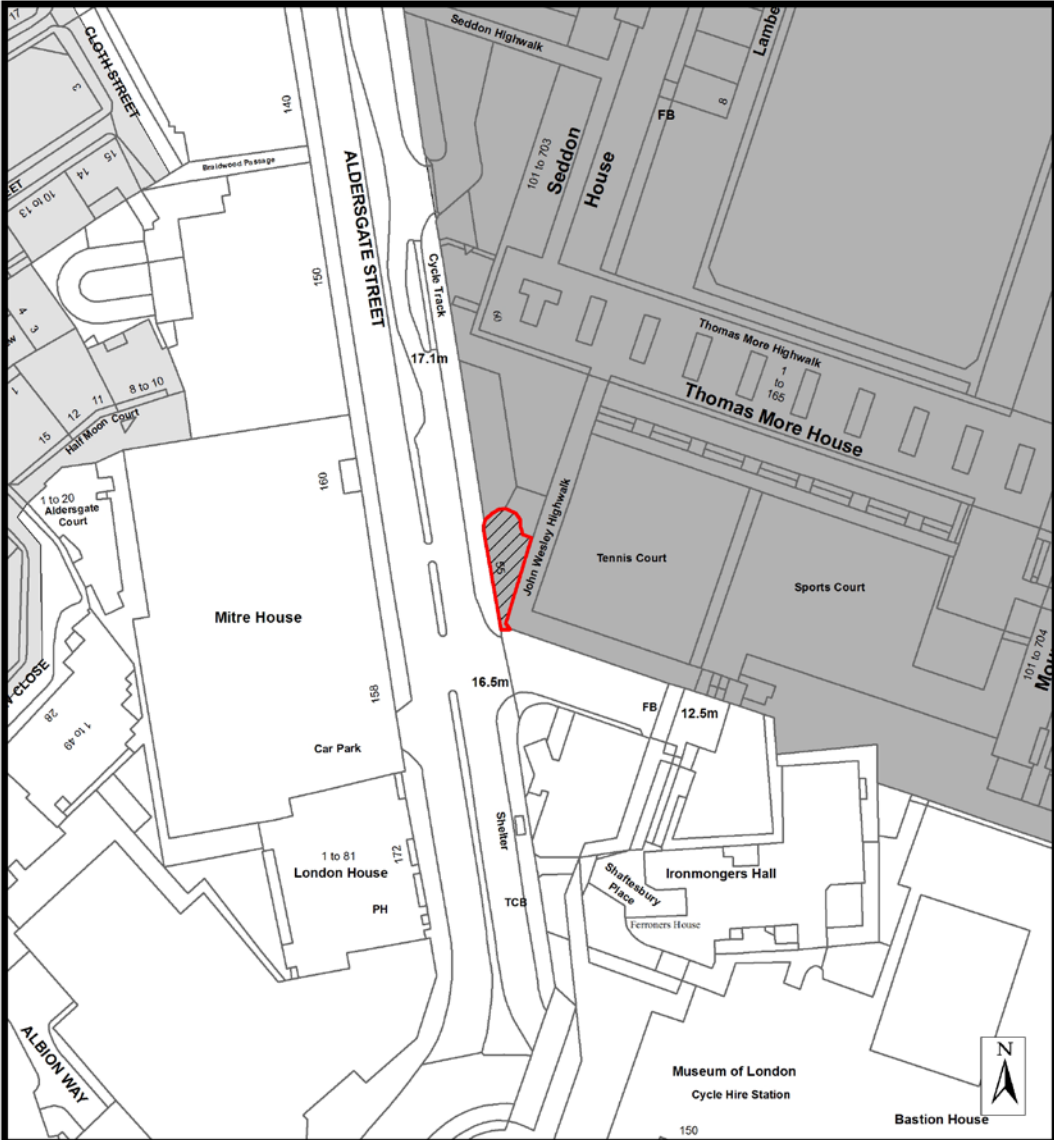 17
CLOTH STREET
3
15
14
10 to 13
EET
Braidwood Passage
140
ALDERSGATE STREET
150
Cycle Track
17.1m
Seddon Highwalk
Lambe
FB
8
101 to 703
Seddon
House
60
Thomas More Highwalk
1
to
165
Thomas More House
4
3
w
1
8 to 10
11
12
15
Half Moon Court
1 to 20
Aldersgate
Court
160
55
John Wesley Highwalk
Tennis Court
Sports Court
Mitre House
W CLOSE
28
1 to 49
158
Car Park
16.5m
FB
12.5m
101 to 704
Mou
Shelter
1 to 81
London House
172
PH
TCB
Shaftesbury
Place
Ferroners House
Ironmongers Hall
ALBION WAY
Museum of London
Cycle Hire Station
150
Bastion House
N